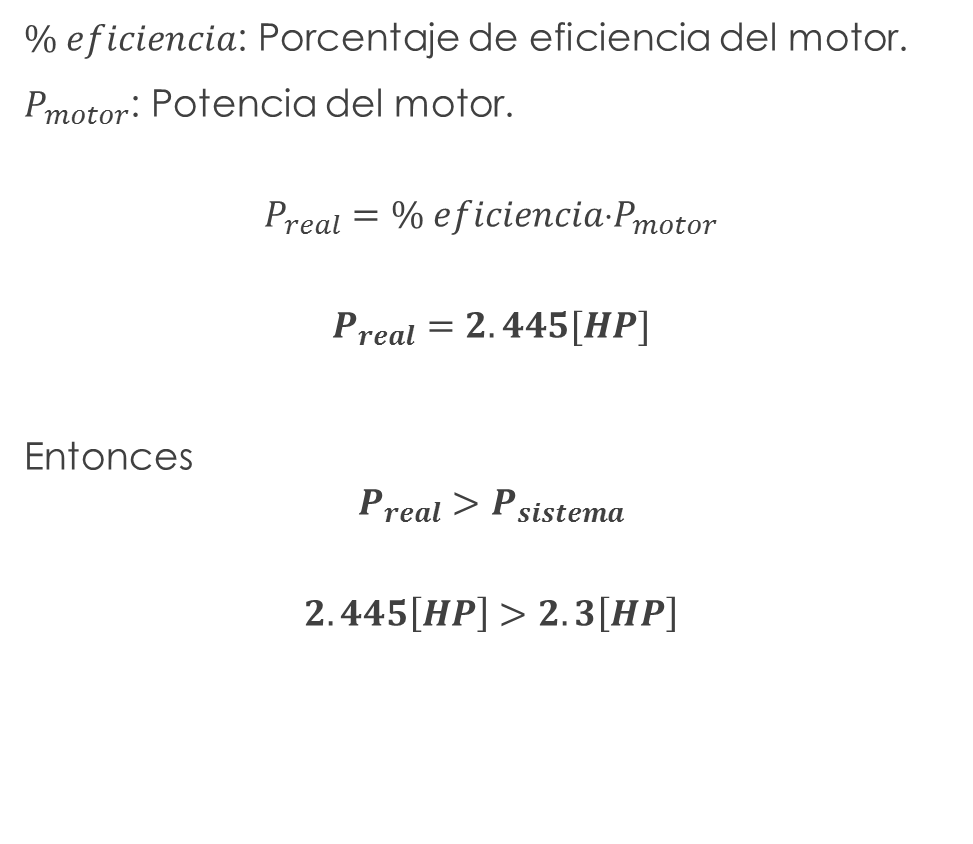 % eficiencia: Porcentaje de eficiencia del motor.
P_motor: Potencia del motor.
P_real = % eficiencia·P_motor
P_real = 2.445[HP]
Entonces
P_real > P_sistema
2.445[HP] > 2.3[HP]